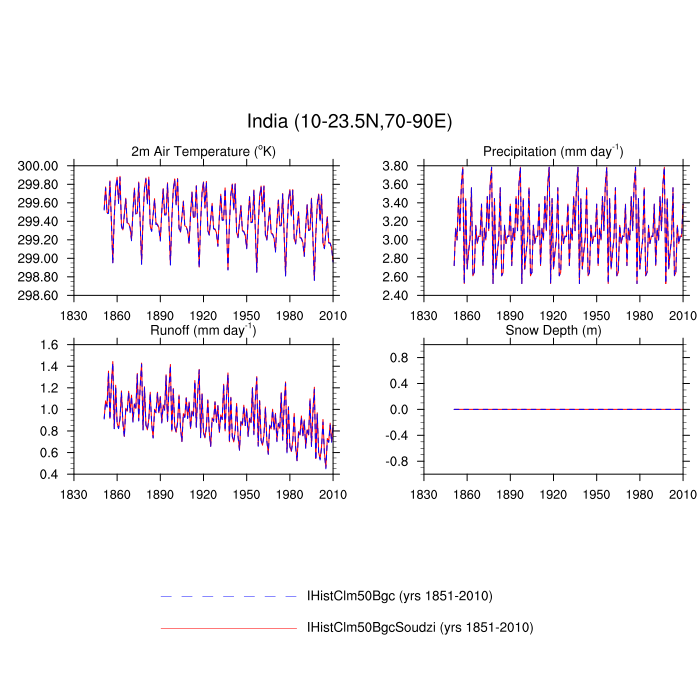 India (10-23.5N,70-90E)
2m Air Temperature (°K)
Precipitation (mm day-1)
300.00
299.80
299.60
299.40
299.20
299.00
298.80
298.60
1830 1860 1890 1920 1950 1980 2010
3.80
3.60
3.40
3.20
3.00
2.80
2.60
2.40
1830 1860 1890 1920 1950 1980 2010
Runoff (mm day-1)
Snow Depth (m)
1.6
1.4
1.2
1.0
0.8
0.6
0.4
1830 1860 1890 1920 1950 1980 2010
0.8
0.4
0.0
-0.4
-0.8
1830 1860 1890 1920 1950 1980 2010
IHistClm50Bgc (yrs 1851-2010)
IHistClm50BgcSoudzi (yrs 1851-2010)